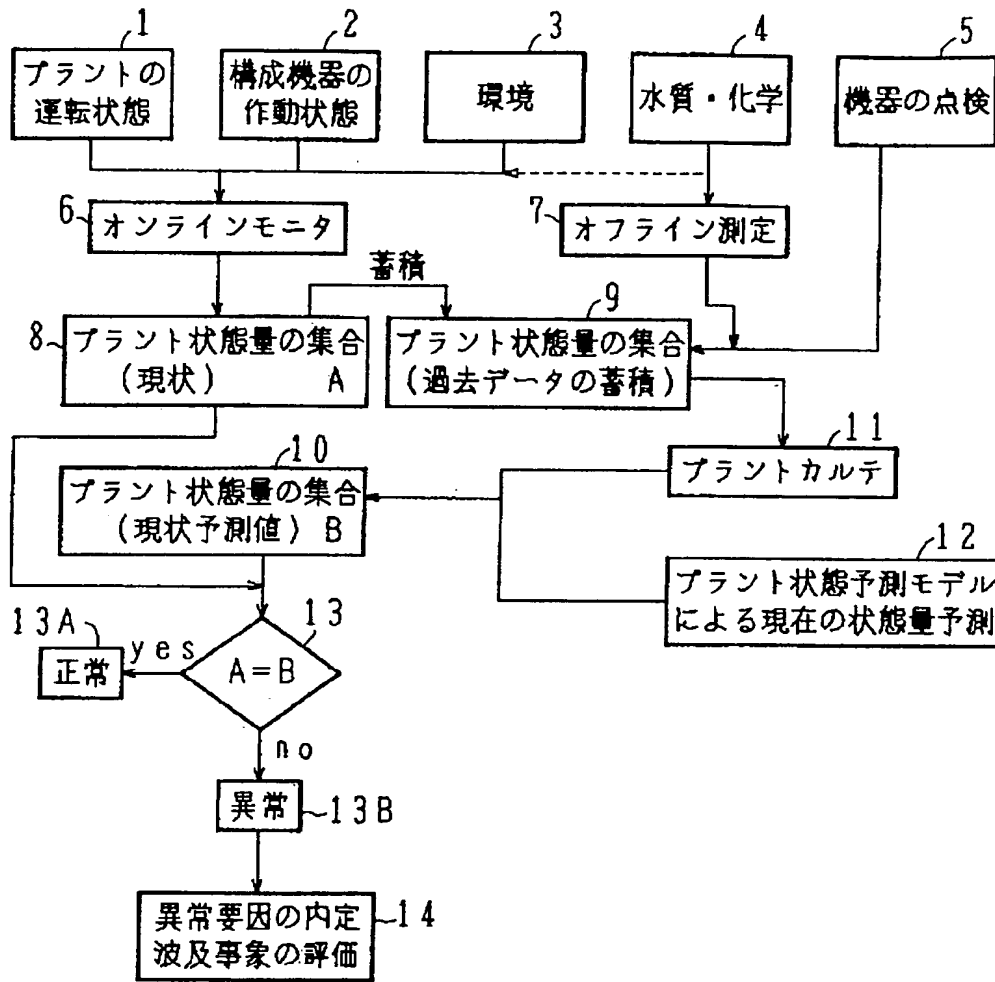 1
プラントの
運転状態
2
構成機器の
作動状態
3
環境
4
水質・化学
5
機器の点検
6
オンラインモニタ
7
オフライン測定
蓄積
8
プラント状態量の集合
(現状) A
9
プラント状態量の集合
(過去データの蓄積)
10
プラント状態量の集合
(現状予測値) B
11
プラントカルテ
12
プラント状態予測モデル
による現在の状態量予測
13
A=B
13A
yes
正常
no
異常
13B
異常要因の内定
波及事象の評価
14